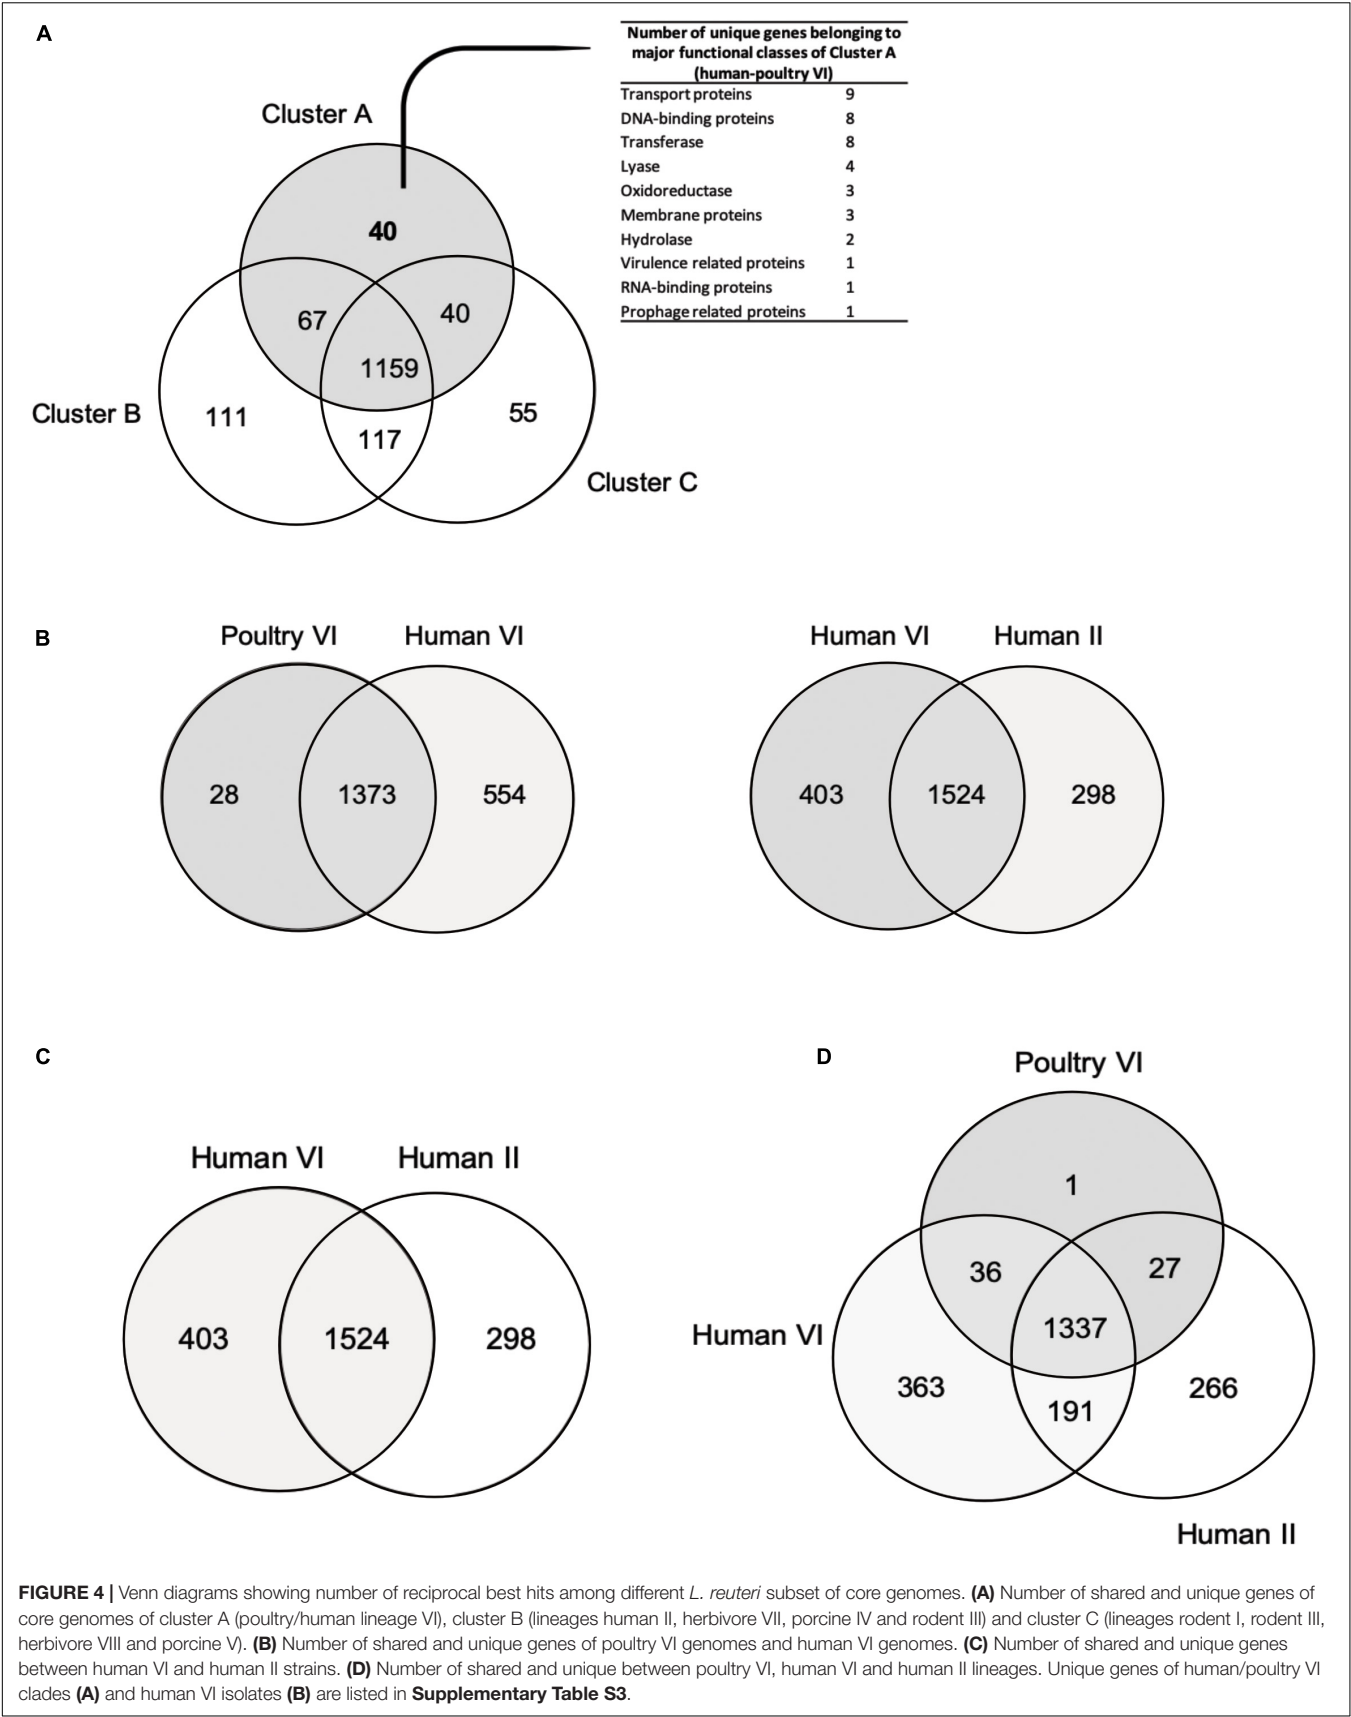 A
Number of unique genes belonging to
major functional classes of Cluster A
(human-poultry VI)
Transport proteins 9
DNA-binding proteins 8
Transferase 8
Lyase 4
Oxidoreductase 3
Membrane proteins 3
Hydrolase 2
Virulence related proteins 1
RNA-binding proteins 1
Prophage related proteins 1
Cluster A
40
67
40
1159
Cluster B
111
55
117
Cluster C
B
Poultry VI Human VI
28 1373 554
Human VI Human II
403 1524 298
C
Human VI Human II
403 1524 298
D
Poultry VI
1
36
27
1337
Human VI
363
266
191
Human II
FIGURE 4 | Venn diagrams showing number of reciprocal best hits among different L. reuteri subset of core genomes. (A) Number of shared and unique genes of
core genomes of cluster A (poultry/human lineage VI), cluster B (lineages human II, herbivore VII, porcine IV and rodent III) and cluster C (lineages rodent I, rodent III,
herbivore VIII and porcine V). (B) Number of shared and unique genes of poultry VI genomes and human VI genomes. (C) Number of shared and unique genes
between human VI and human II strains. (D) Number of shared and unique between poultry VI, human VI and human II lineages. Unique genes of human/poultry VI
clades (A) and human VI isolates (B) are listed in Supplementary Table S3.